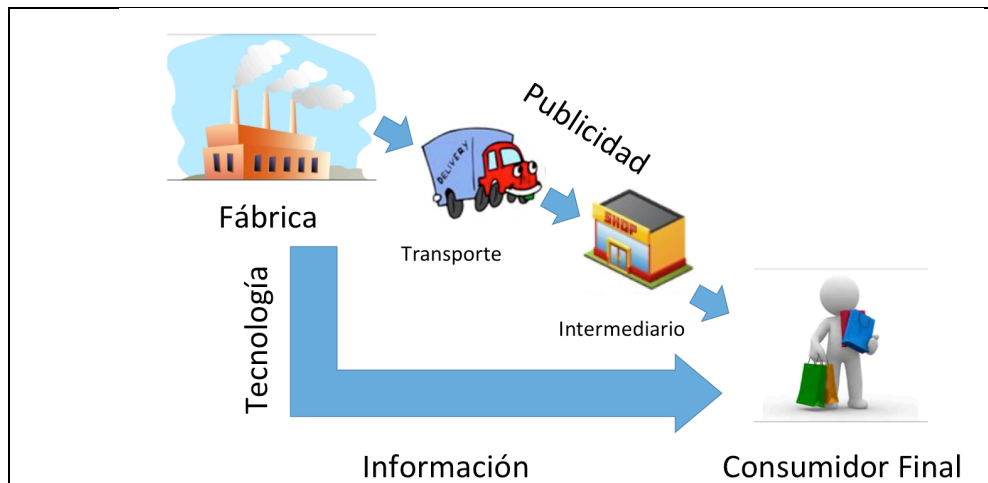 Publicidad
DELIVERY
Fábrica
SHOP
Transporte
Tecnología
Intermediario
Información
Consumidor Final